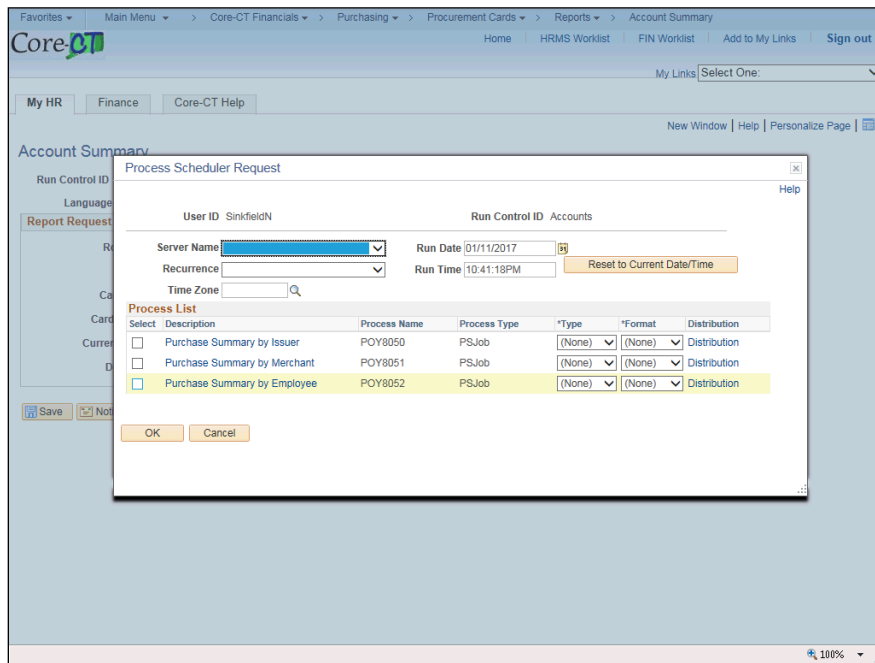 Favorites Main Menu > Core-CT Financials > Purchasing > Procurement Cards > Reports > Account Summary
Core-CT
Home HRMS Worklist FIN Worklist Add to My Links Sign out
My Links Select One:
My HR Finance Core-CT Help
New Window | Help | Personalize Page |
Account Summary
Process Scheduler Request
Run Control ID
Help
Language
User ID SinkfieldN Run Control ID Accounts
Report Request
Server Name Run Date 01/11/2017
Recurrence Run Time 10:41:18PM Reset to Current Date/Time
Time Zone
Process List
Select Description Process Name Process Type *Type *Format Distribution
Purchase Summary by Issuer POY8050 PSJob (None) (None) Distribution
Purchase Summary by Merchant POY8051 PSJob (None) (None) Distribution
Purchase Summary by Employee POY8052 PSJob (None) (None) Distribution
Save Noti
OK Cancel
100%